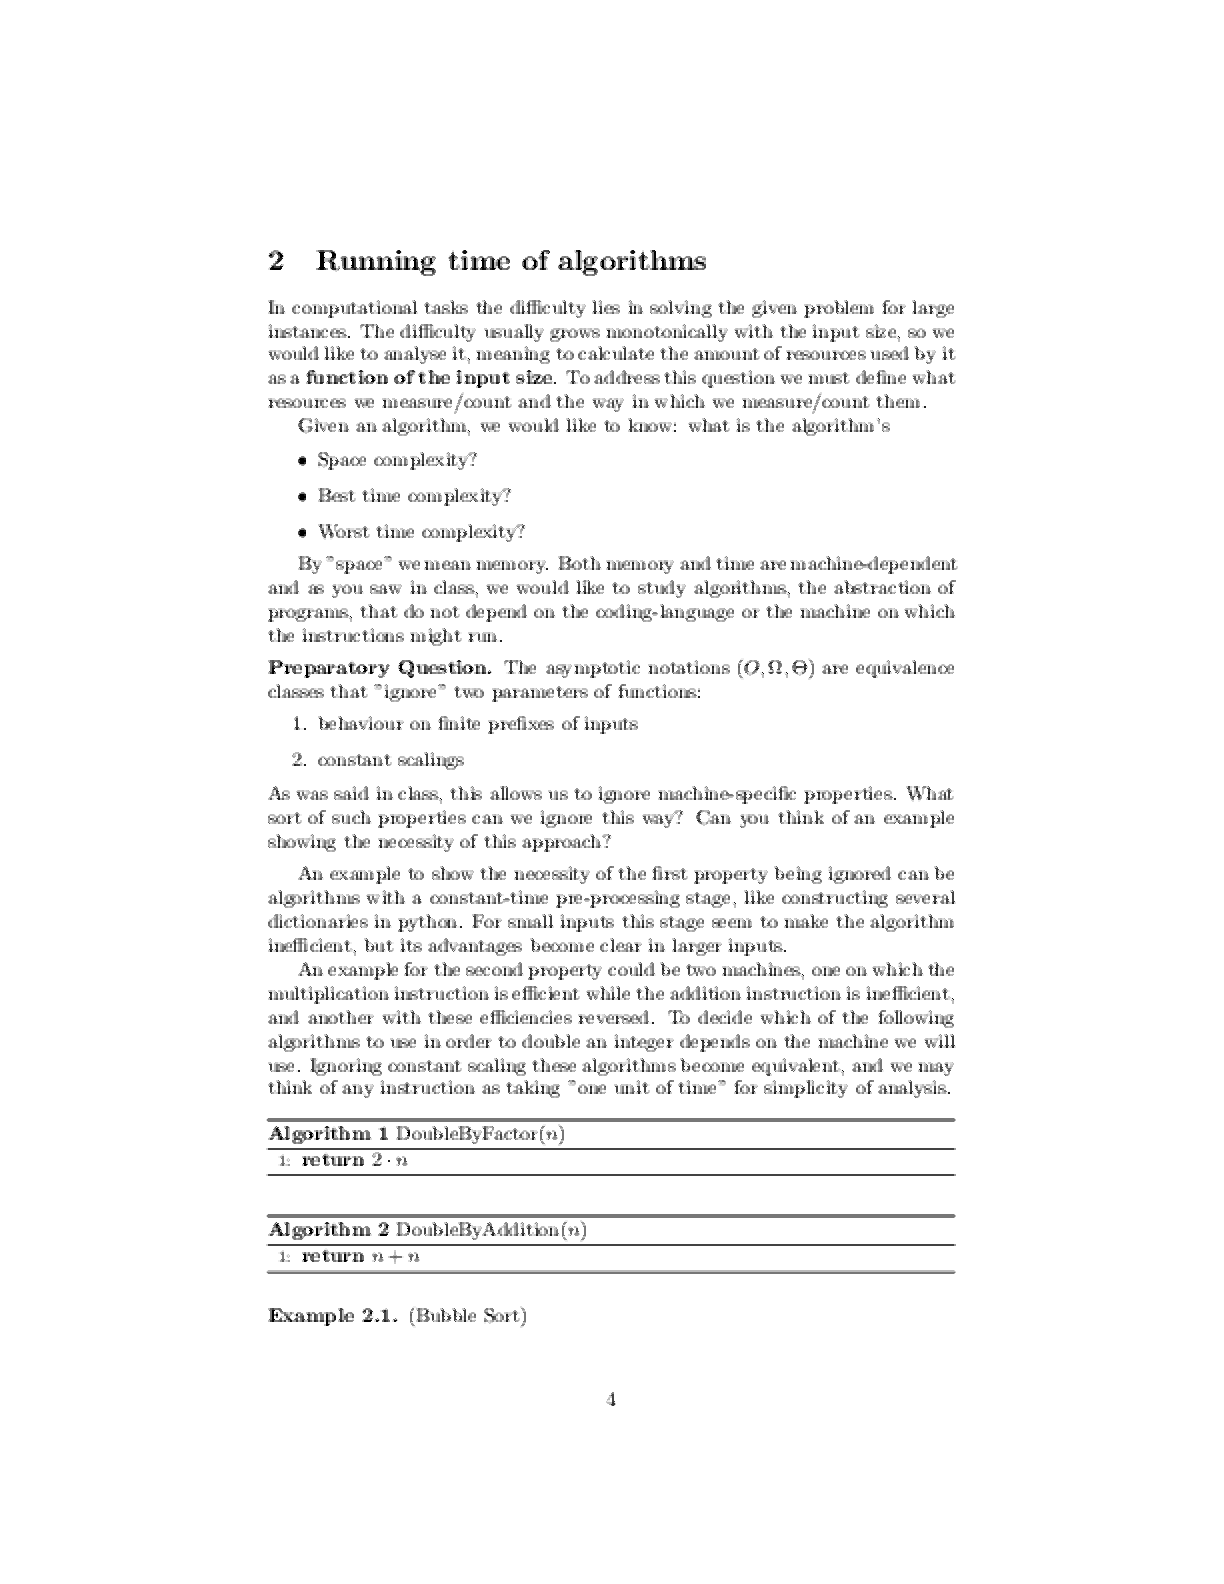 2 Running time of algorithms
In computational tasks the difficulty lies in solving the given problem for large
instances. The difficulty usually grows monotonically with the input size, so we
would like to analyse it, meaning to calculate the amount of resources used by it
as a function of the input size. To address this question we must define what
resources we measure/count and the way in which we measure/count them.
Given an algorithm, we would like to know: what is the algorithm's
• Space complexity?
• Best time complexity?
• Worst time complexity?
By "space" we mean memory. Both memory and time are machine-dependent
and as you saw in class, we would like to study algorithms, the abstraction of
programs, that do not depend on the coding-language or the machine on which
the instructions might run.
Preparatory Question. The asymptotic notations (O, Ω, Θ) are equivalence
classes that "ignore" two parameters of functions:
1. behaviour on finite prefixes of inputs
2. constant scalings
As was said in class, this allows us to ignore machine-specific properties. What
sort of such properties can we ignore this way? Can you think of an example
showing the necessity of this approach?
An example to show the necessity of the first property being ignored can be
algorithms with a constant-time pre-processing stage, like constructing several
dictionaries in python. For small inputs this stage seem to make the algorithm
inefficient, but its advantages become clear in larger inputs.
An example for the second property could be two machines, one on which the
multiplication instruction is efficient while the addition instruction is inefficient,
and another with these efficiencies reversed. To decide which of the following
algorithms to use in order to double an integer depends on the machine we will
use. Ignoring constant scaling these algorithms become equivalent, and we may
think of any instruction as taking "one unit of time" for simplicity of analysis.
Algorithm 1 DoubleByFactor(n)
1: return 2 · n
Algorithm 2 DoubleByAddition(n)
1: return n + n
Example 2.1. (Bubble Sort)
4